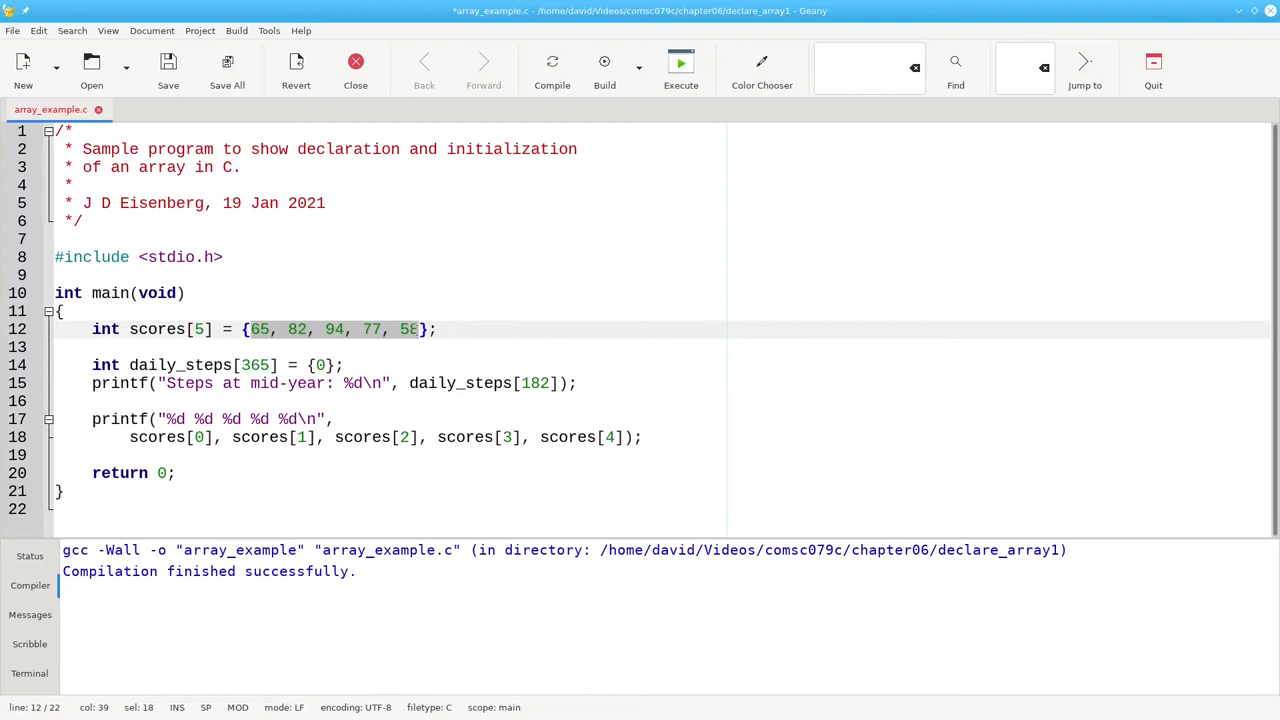 *array_example.c - /home/david/Videos/comsc079c/chapter06/declare_array1 - Geany
File Edit Search View Document Project Build Tools Help
New Open Save Save All Revert Close Back Forward Compile Build Execute Color Chooser Find Jump to Quit
array_example.c
1 /*
2  * Sample program to show declaration and initialization
3  * of an array in C.
4  *
5  * J D Eisenberg, 19 Jan 2021
6  */
7
8 #include <stdio.h>
9
10 int main(void)
11 {
12     int scores[5] = {65, 82, 94, 77, 58};
13
14     int daily_steps[365] = {0};
15     printf("Steps at mid-year: %d\n", daily_steps[182]);
16
17     printf("%d %d %d %d %d\n",
18         scores[0], scores[1], scores[2], scores[3], scores[4]);
19
20     return 0;
21 }
22
Status
Compiler
Messages
Scribble
Terminal
gcc -Wall -o "array_example" "array_example.c" (in directory: /home/david/Videos/comsc079c/chapter06/declare_array1)
Compilation finished successfully.
line: 12 / 22 col: 39 sel: 18 INS SP MOD mode: LF encoding: UTF-8 filetype: C scope: main